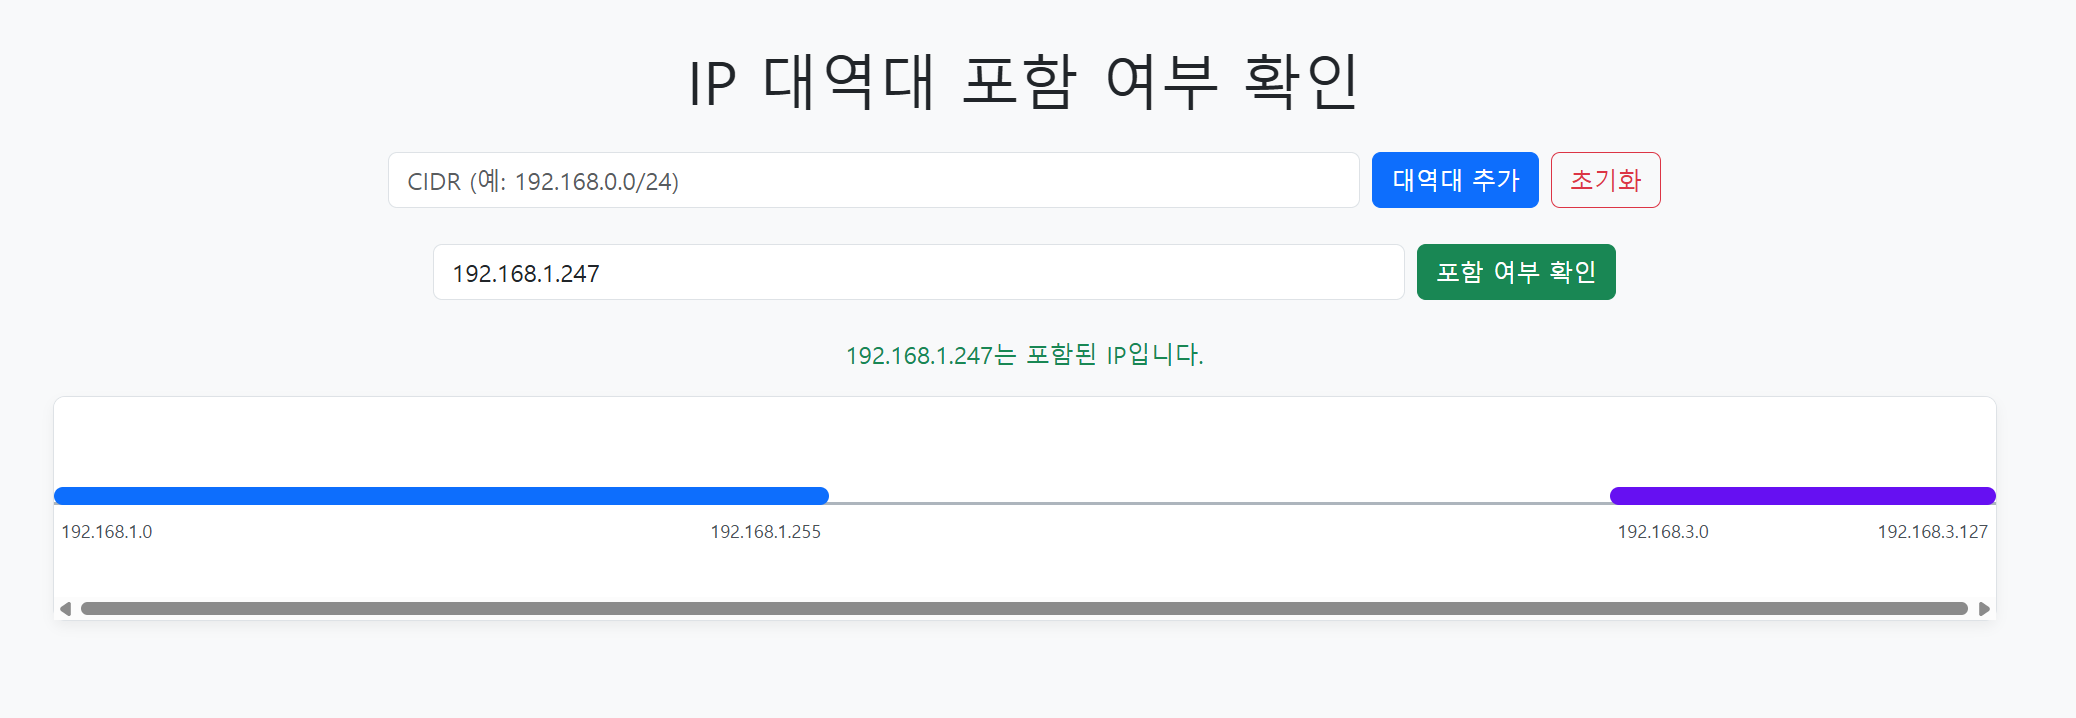 IP 대역대 포함 여부 확인
CIDR (예: 192.168.0.0/24) 대역대 추가 초기화
192.168.1.247 포함 여부 확인
192.168.1.247는 포함된 IP입니다.
192.168.1.0 192.168.1.255 192.168.3.0 192.168.3.127